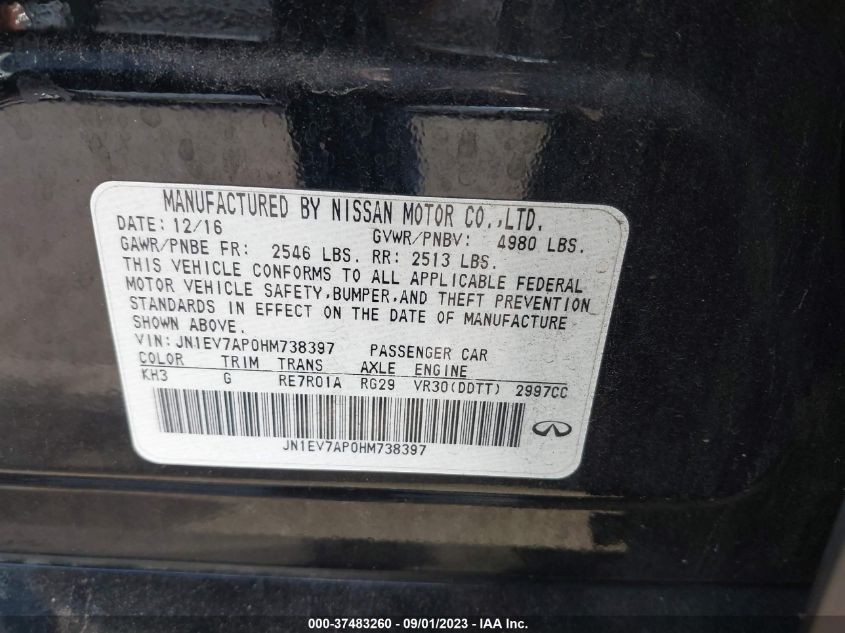 MANUFACTURED BY NISSAN MOTOR CO.,LTD.
DATE: 12/16 GVWR/PNBV: 4980 LBS.
GAWR/PNBE FR: 2546 LBS. RR: 2513 LBS.
THIS VEHICLE CONFORMS TO ALL APPLICABLE FEDERAL
MOTOR VEHICLE SAFETY,BUMPER,AND THEFT PREVENTION
STANDARDS IN EFFECT ON THE DATE OF MANUFACTURE
SHOWN ABOVE.
VIN: JN1EV7AP0HM738397 PASSENGER CAR
COLOR TRIM TRANS AXLE ENGINE
KH3 G RE7R01A RG29 VR30(DDTT) 2997CC
JN1EV7AP0HM738397
000-37483260 - 09/01/2023 - IAA Inc.